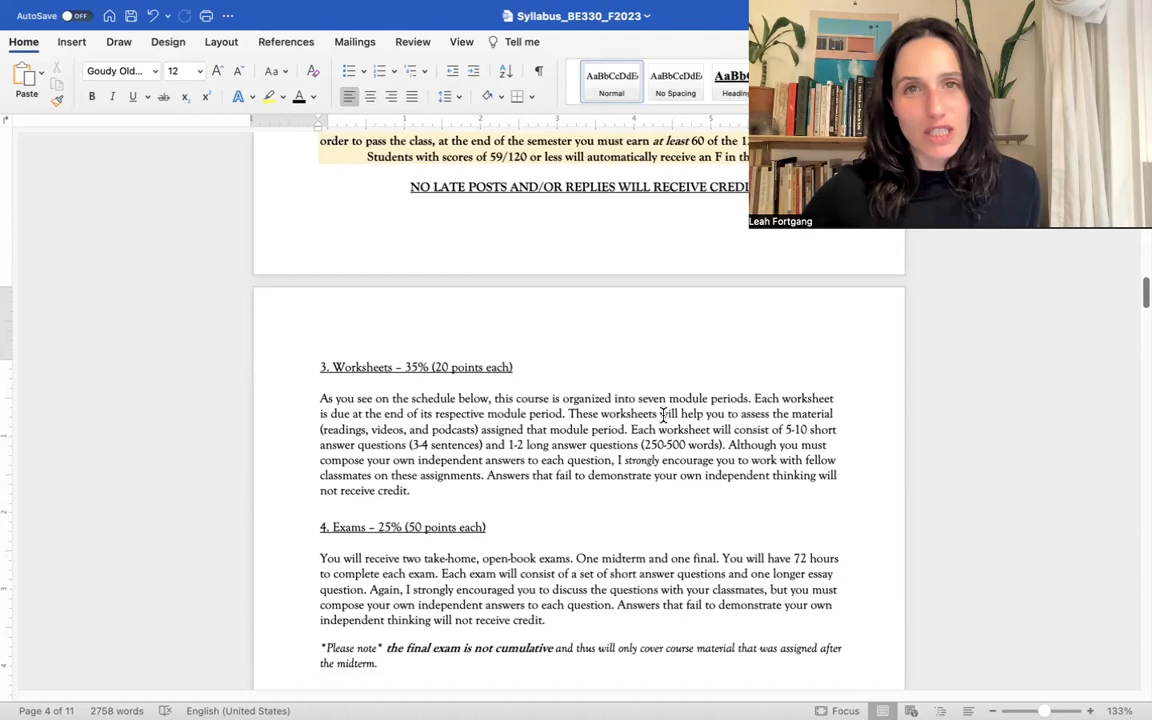 AutoSave OFF
Syllabus_BE330_F2023
Home Insert Draw Design Layout References Mailings Review View Tell me
Paste
Goudy Old... 12
Aa
AaBbCcDdE
Normal
AaBbCcDdE
No Spacing
Heading
Leah Fortgang
1 2 3 4 5
order to pass the class, at the end of the semester you must earn at least 60 of the
Students with scores of 59/120 or less will automatically receive an F in
NO LATE POSTS AND/OR REPLIES WILL RECEIVE
3. Worksheets – 35% (20 points each)
As you see on the schedule below, this course is organized into seven module periods. Each worksheet
is due at the end of its respective module period. These worksheets will help you to assess the material
(readings, videos, and podcasts) assigned that module period. Each worksheet will consist of 5-10 short
answer questions (3-4 sentences) and 1-2 long answer questions (250-500 words). Although you must
compose your own independent answers to each question, I strongly encourage you to work with fellow
classmates on these assignments. Answers that fail to demonstrate your own independent thinking will
not receive credit.
4. Exams – 25% (50 points each)
You will receive two take-home, open-book exams. One midterm and one final. You will have 72 hours
to complete each exam. Each exam will consist of a set of short answer questions and one longer essay
question. Again, I strongly encouraged you to discuss the questions with your classmates, but you must
compose your own independent answers to each question. Answers that fail to demonstrate your own
independent thinking will not receive credit.
*Please note* the final exam is not cumulative and thus will only cover course material that was assigned after
the midterm.
Page 4 of 11 2758 words English (United States) Focus 133%